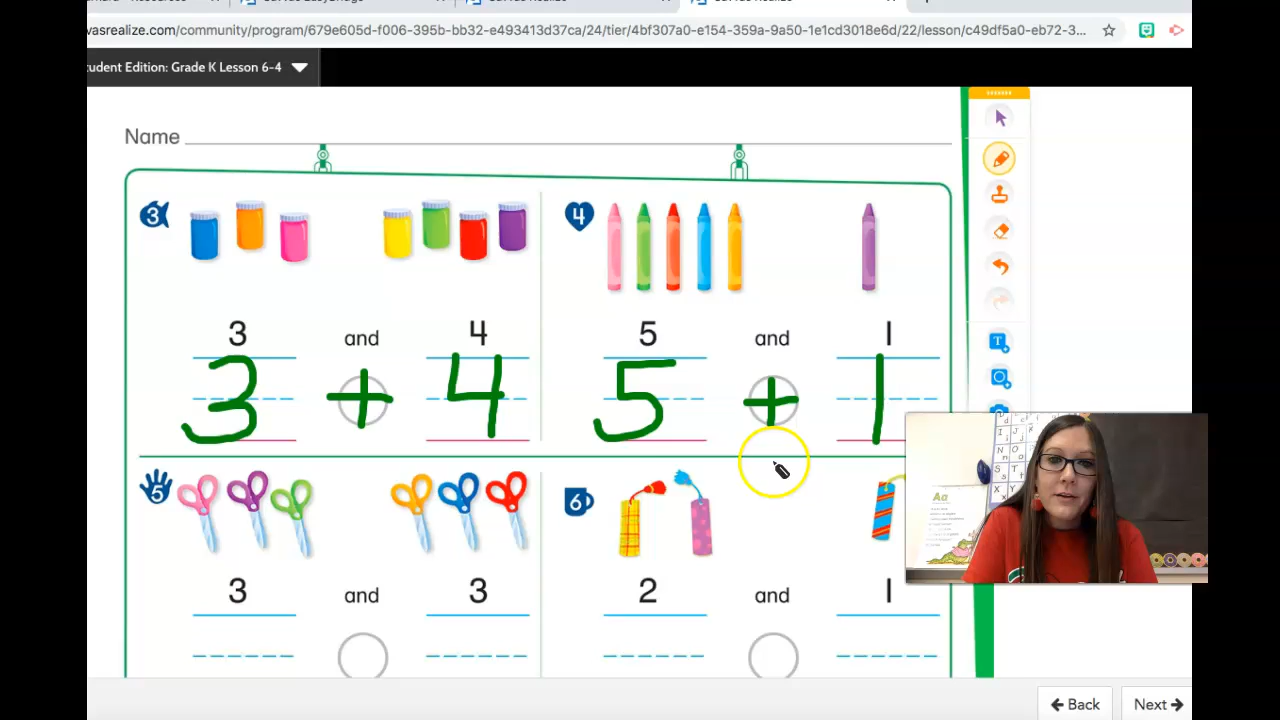 vasrealize.com/community/program/679e605d-f006-395b-bb32-e493413d37ca/24/tier/4bf307a0-e154-359a-9a50-1e1cd3018e6d/22/lesson/c49df5a0-eb72-3...
tudent Edition: Grade K Lesson 6-4
Name
3
4
3 and 4
5 and 1
3 + 4
5 + 1
5
6
3 and 3
2 and 1
T
Aa
Back
Next